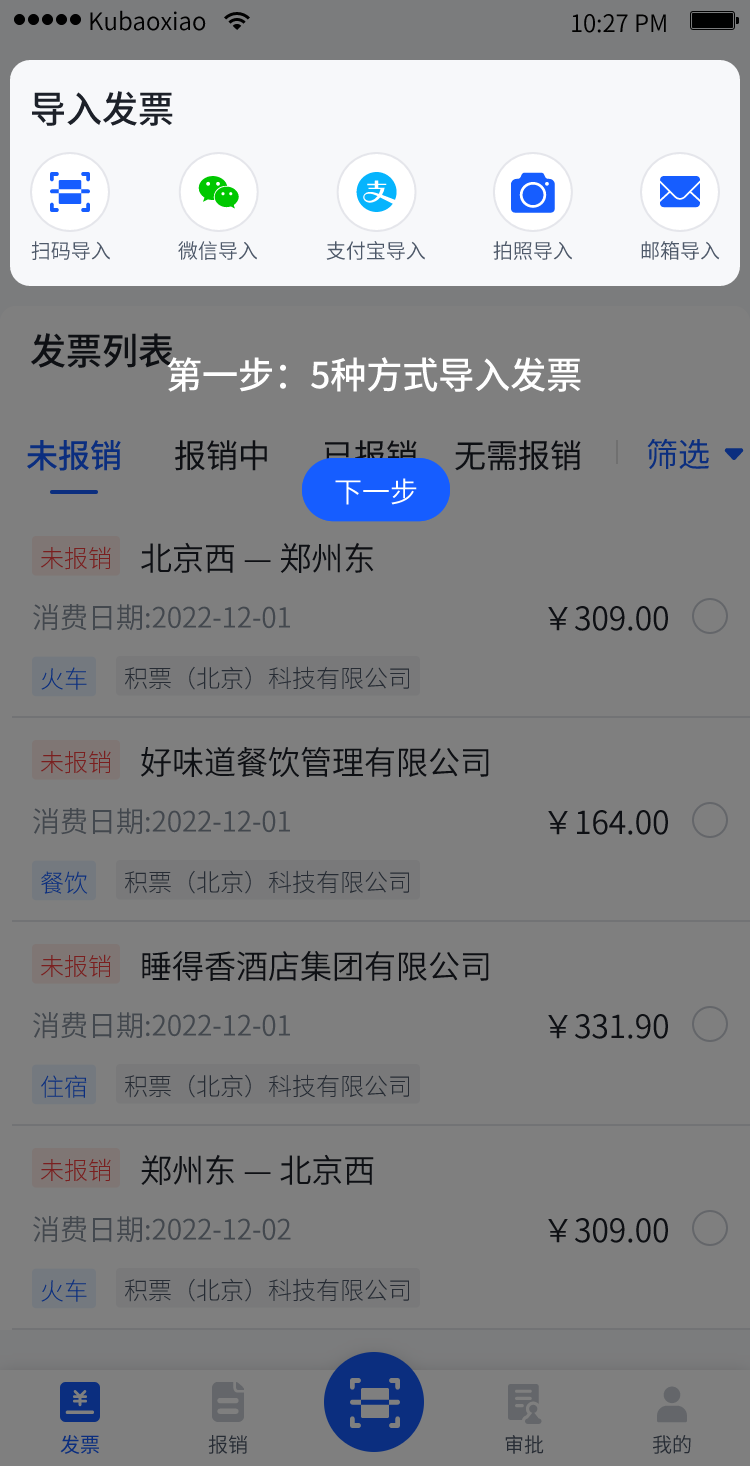 Kubaoxiao 10:27 PM
导入发票
扫码导入 微信导入 支付宝导入 拍照导入 邮箱导入
发票列表
第一步：5种方式导入发票
未报销 报销中 已报销 无需报销 筛选
下一步
未报销 北京西 — 郑州东
消费日期:2022-12-01 ￥309.00
火车 积票（北京）科技有限公司
未报销 好味道餐饮管理有限公司
消费日期:2022-12-01 ￥164.00
餐饮 积票（北京）科技有限公司
未报销 睡得香酒店集团有限公司
消费日期:2022-12-01 ￥331.90
住宿 积票（北京）科技有限公司
未报销 郑州东 — 北京西
消费日期:2022-12-02 ￥309.00
火车 积票（北京）科技有限公司
发票 报销 审批 我的